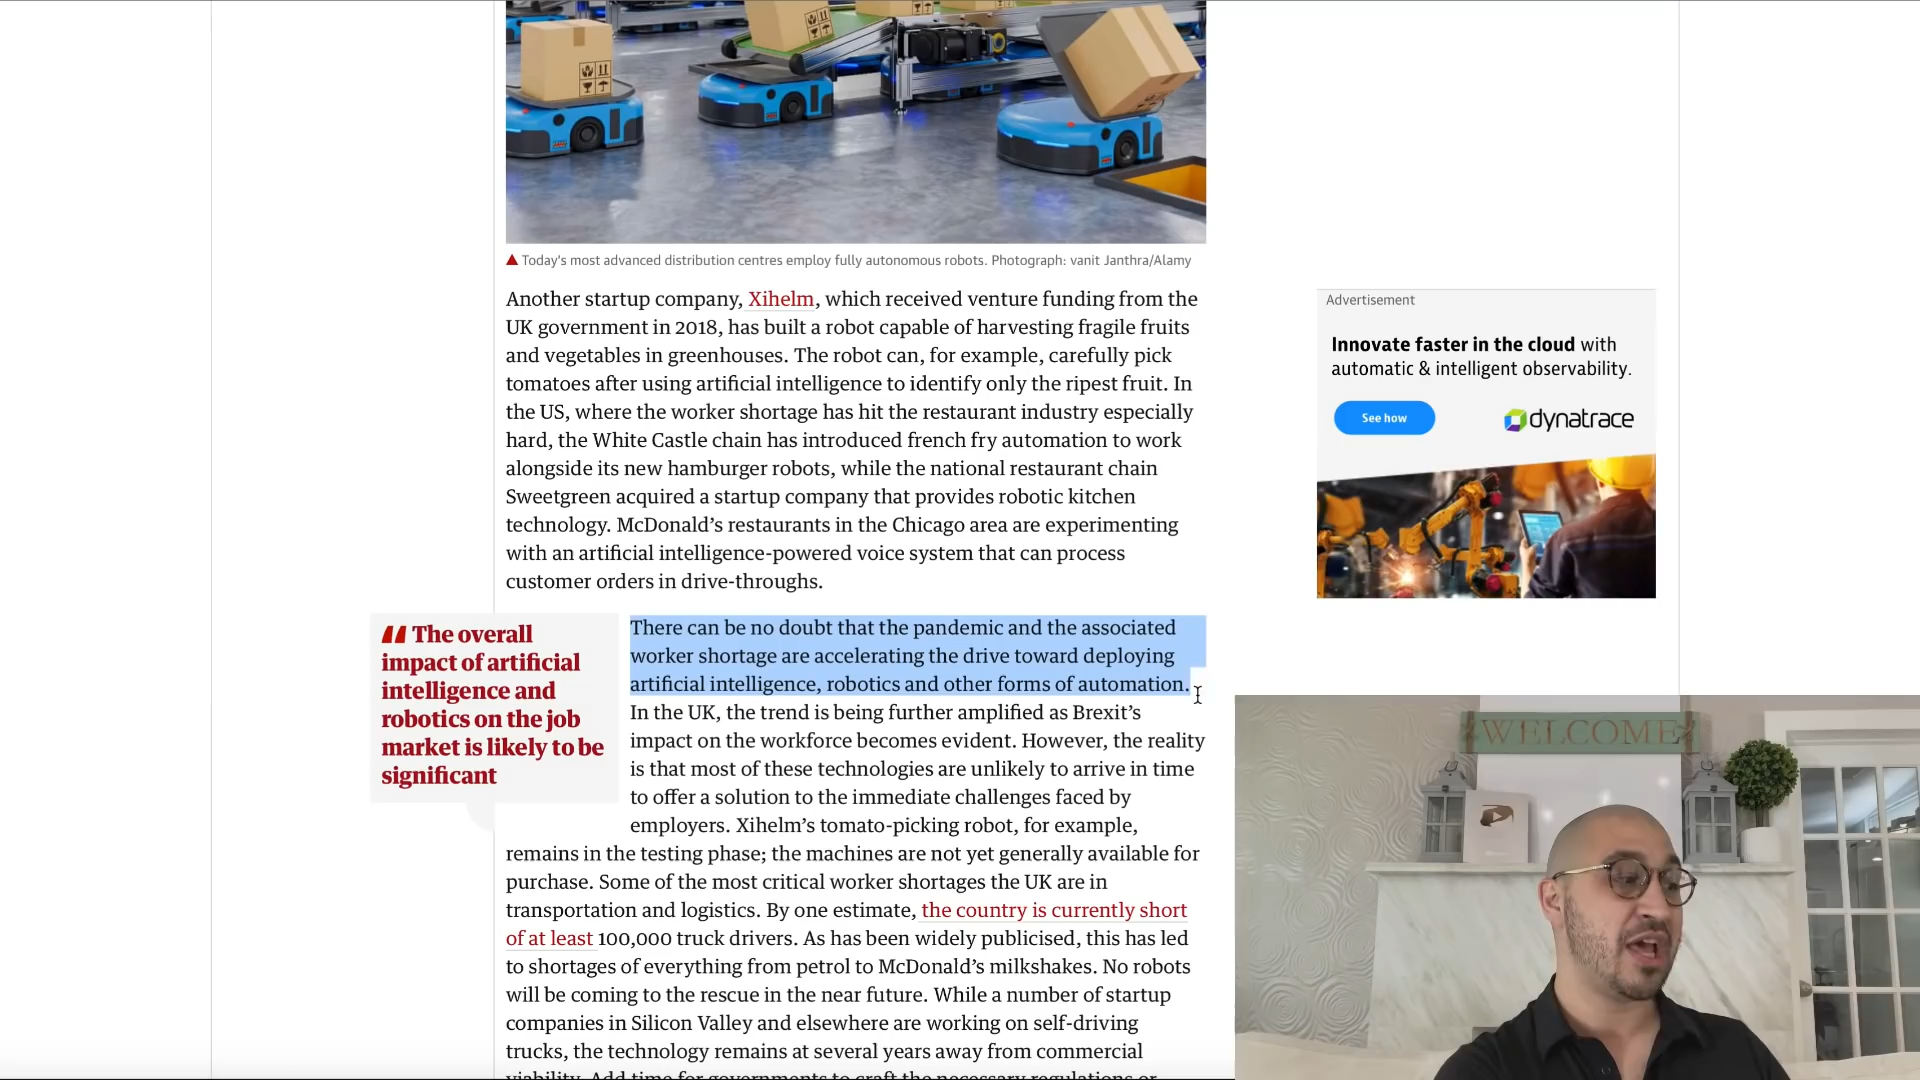 Today's most advanced distribution centres employ fully autonomous robots. Photograph: vanit Janthra/Alamy
Another startup company, Xihelm, which received venture funding from the
UK government in 2018, has built a robot capable of harvesting fragile fruits
and vegetables in greenhouses. The robot can, for example, carefully pick
tomatoes after using artificial intelligence to identify only the ripest fruit. In
the US, where the worker shortage has hit the restaurant industry especially
hard, the White Castle chain has introduced french fry automation to work
alongside its new hamburger robots, while the national restaurant chain
Sweetgreen acquired a startup company that provides robotic kitchen
technology. McDonald's restaurants in the Chicago area are experimenting
with an artificial intelligence-powered voice system that can process
customer orders in drive-throughs.
“ The overall
impact of artificial
intelligence and
robotics on the job
market is likely to be
significant
There can be no doubt that the pandemic and the associated
worker shortage are accelerating the drive toward deploying
artificial intelligence, robotics and other forms of automation.
In the UK, the trend is being further amplified as Brexit's
impact on the workforce becomes evident. However, the reality
is that most of these technologies are unlikely to arrive in time
to offer a solution to the immediate challenges faced by
employers. Xihelm's tomato-picking robot, for example,
remains in the testing phase; the machines are not yet generally available for
purchase. Some of the most critical worker shortages the UK are in
transportation and logistics. By one estimate, the country is currently short
of at least 100,000 truck drivers. As has been widely publicised, this has led
to shortages of everything from petrol to McDonald's milkshakes. No robots
will be coming to the rescue in the near future. While a number of startup
companies in Silicon Valley and elsewhere are working on self-driving
trucks, the technology remains at several years away from commercial
viability. Add time for governments to craft the necessary regulations or
Advertisement
Innovate faster in the cloud with
automatic & intelligent observability.
See how
dynatrace
WELCOME